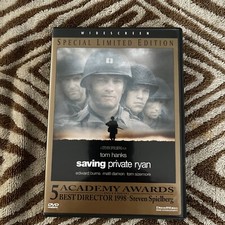 WIDESCREEN
SPECIAL LIMITED EDITION
tom hanks
saving private ryan
edward burns matt damon tom sizemore
5 ACADEMY AWARDS
BEST DIRECTOR 1998 Steven Spielberg